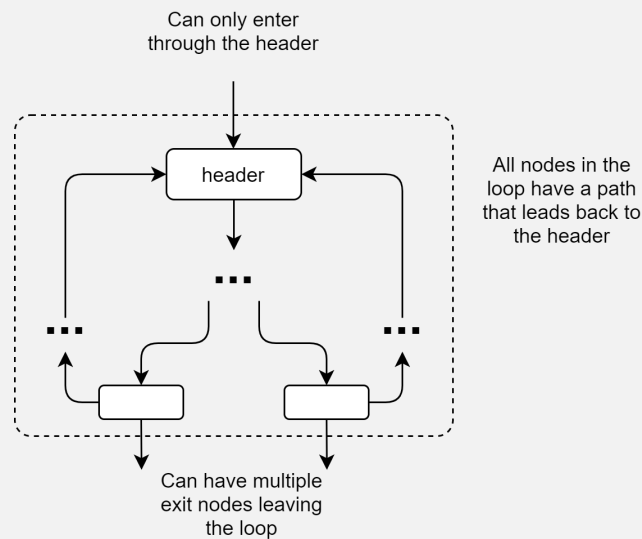 Can only enter
through the header
header
All nodes in the
loop have a path
that leads back to
the header
...
...
...
Can have multiple
exit nodes leaving
the loop